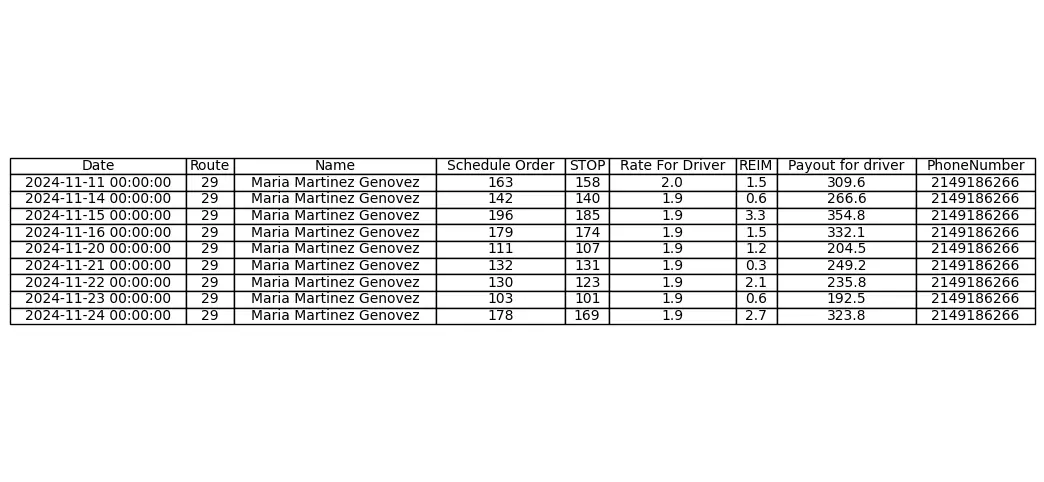 Date Route Name Schedule Order STOP Rate For Driver REIM Payout for driver PhoneNumber
2024-11-11 00:00:00 29 Maria Martinez Genovez 163 158 2.0 1.5 309.6 2149186266
2024-11-14 00:00:00 29 Maria Martinez Genovez 142 140 1.9 0.6 266.6 2149186266
2024-11-15 00:00:00 29 Maria Martinez Genovez 196 185 1.9 3.3 354.8 2149186266
2024-11-16 00:00:00 29 Maria Martinez Genovez 179 174 1.9 1.5 332.1 2149186266
2024-11-20 00:00:00 29 Maria Martinez Genovez 111 107 1.9 1.2 204.5 2149186266
2024-11-21 00:00:00 29 Maria Martinez Genovez 132 131 1.9 0.3 249.2 2149186266
2024-11-22 00:00:00 29 Maria Martinez Genovez 130 123 1.9 2.1 235.8 2149186266
2024-11-23 00:00:00 29 Maria Martinez Genovez 103 101 1.9 0.6 192.5 2149186266
2024-11-24 00:00:00 29 Maria Martinez Genovez 178 169 1.9 2.7 323.8 2149186266